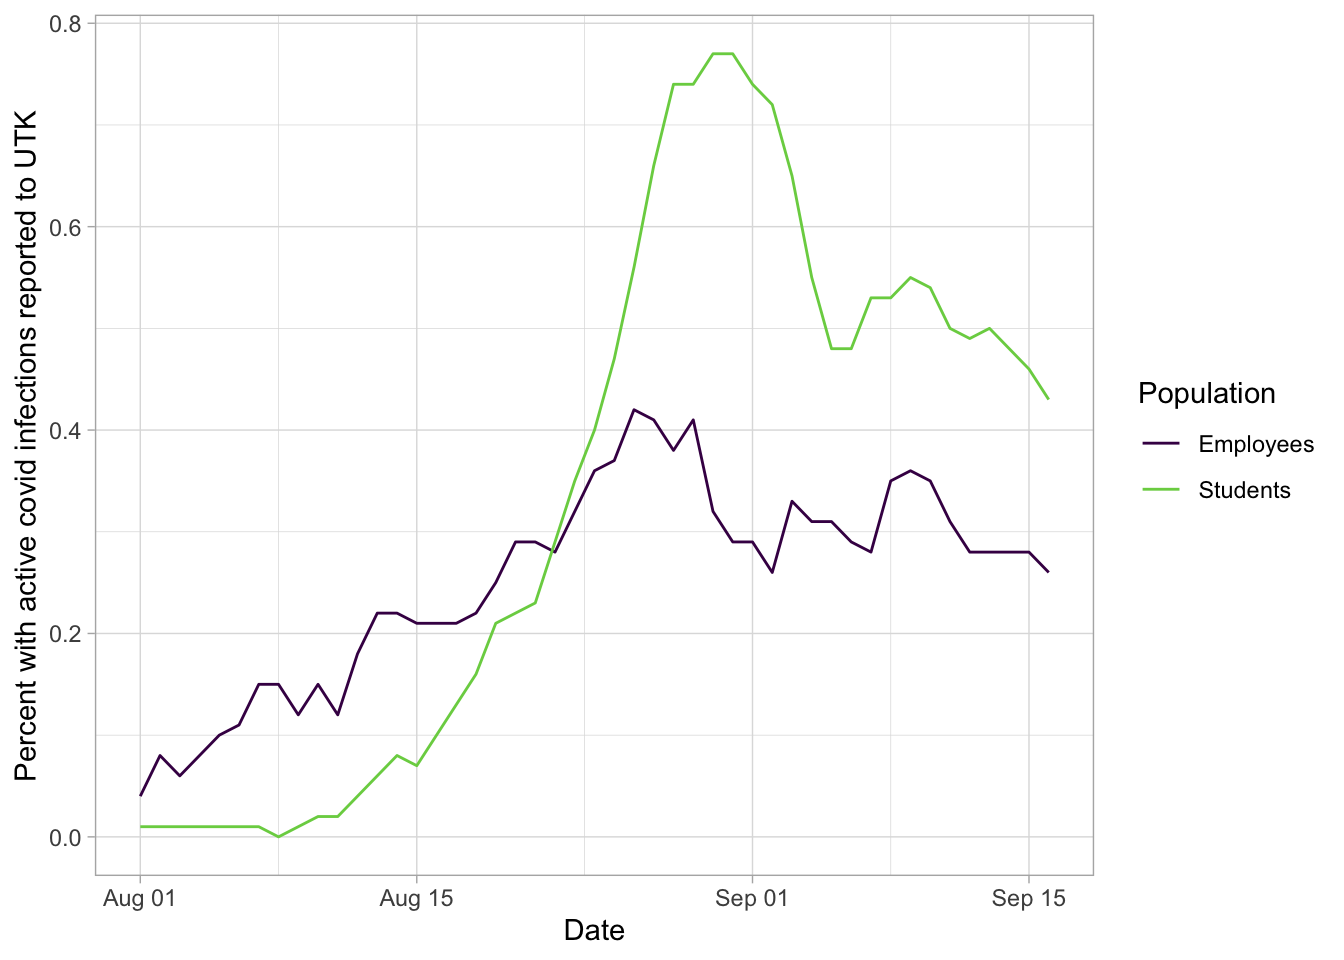 Percent with active covid infections reported to UTK
0.8
0.6
0.4
0.2
0.0
Aug 01
Aug 15
Sep 01
Sep 15
Date
Population
Employees
Students